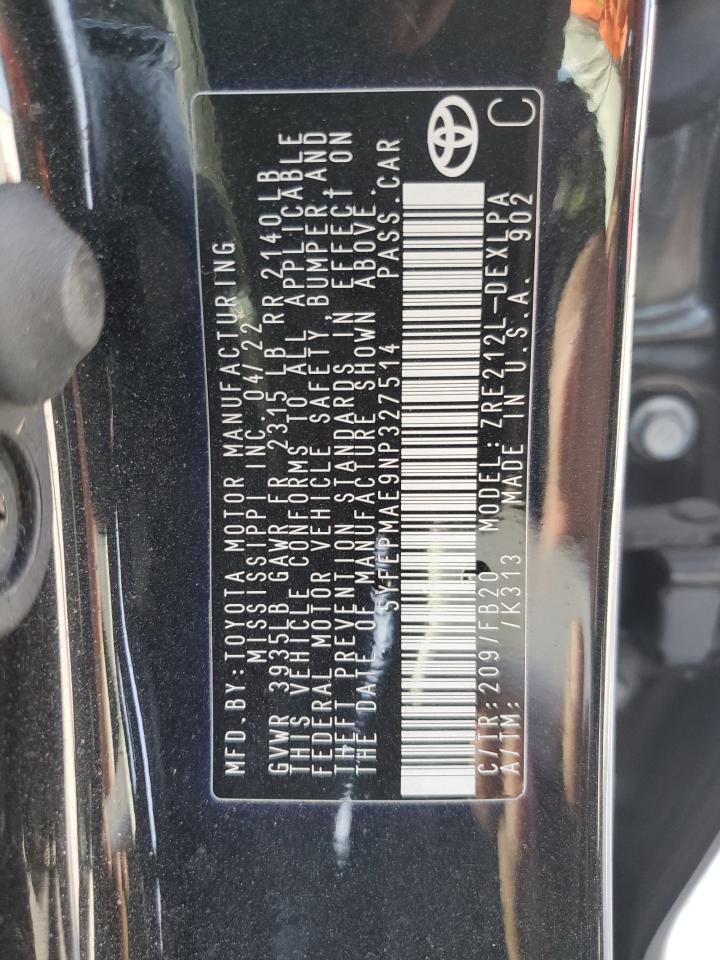 MFD.BY:TOYOTA MOTOR MANUFACTURING
MISSISSIPPI INC. 04/22
GVWR 3935LB GAWR FR 2315 LB RR 2140LB
THIS VEHICLE CONFORMS TO ALL APPLICABLE
FEDERAL MOTOR VEHICLE SAFETY,BUMPER,AND
THEFT PREVENTION STANDARDS IN EFFECT ON
THE DATE OF MANUFACTURE SHOWN ABOVE.
5YFEPMAE9NP327514 PASS.CAR
C/TR:209/FB20 MODEL:ZRE212L-DEXLPA
A/TM: /K313 MADE IN U.S.A. 902 C